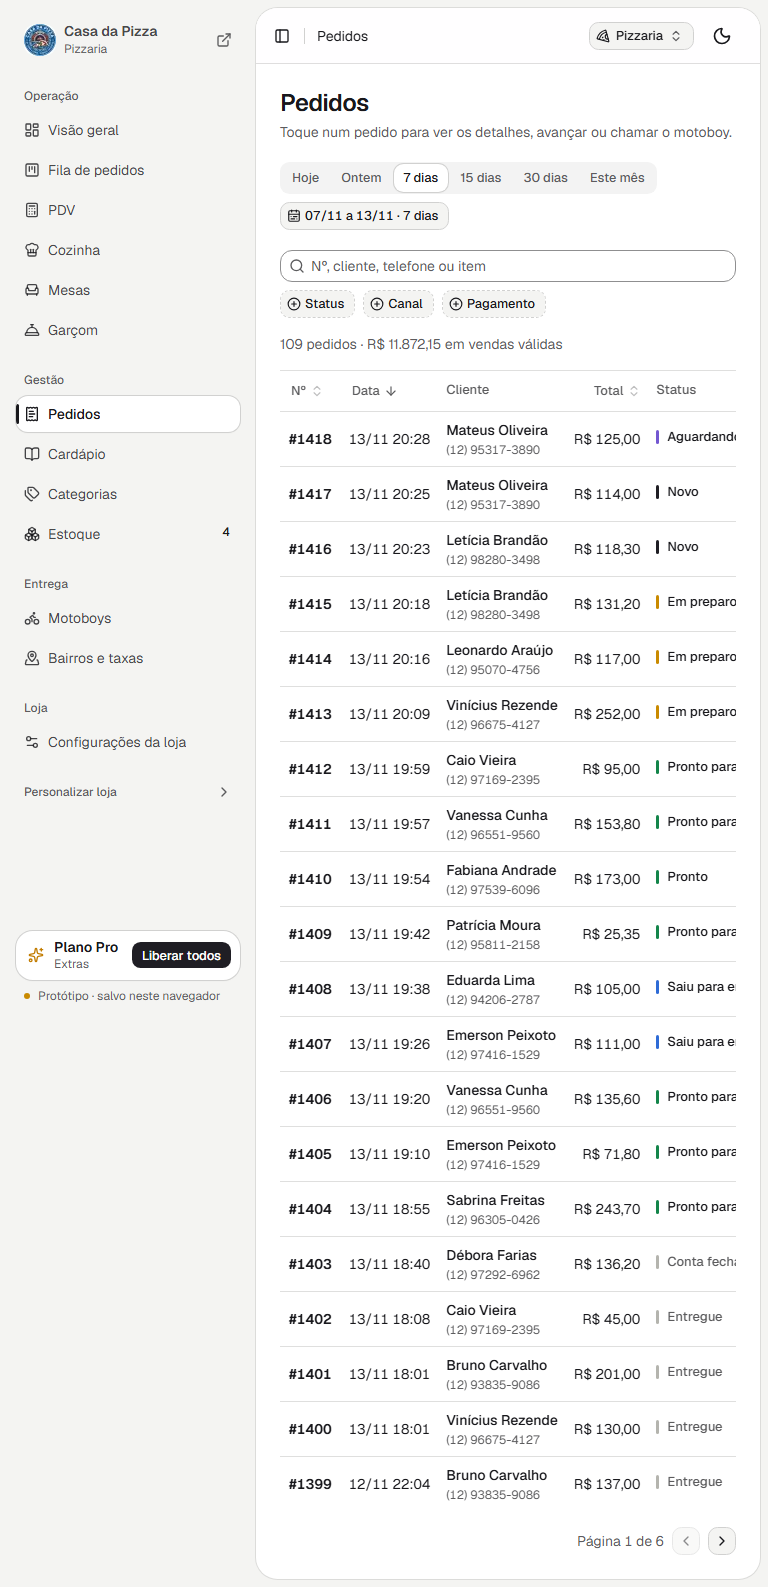 Casa da Pizza
Pizzaria
Operação
Visão geral
Fila de pedidos
PDV
Cozinha
Mesas
Garçom
Gestão
Pedidos
Cardápio
Categorias
Estoque 4
Entrega
Motoboys
Bairros e taxas
Loja
Configurações da loja
Personalizar loja
Plano Pro
Extras
Liberar todos
Protótipo · salvo neste navegador
Pedidos
Pizzaria
Pedidos
Toque num pedido para ver os detalhes, avançar ou chamar o motoboy.
Hoje Ontem 7 dias 15 dias 30 dias Este mês
07/11 a 13/11 · 7 dias
Nº, cliente, telefone ou item
Status Canal Pagamento
109 pedidos · R$ 11.872,15 em vendas válidas
Nº Data Cliente Total Status
#1418 13/11 20:28 Mateus Oliveira R$ 125,00 Aguardando
(12) 95317-3890
#1417 13/11 20:25 Mateus Oliveira R$ 114,00 Novo
(12) 95317-3890
#1416 13/11 20:23 Letícia Brandão R$ 118,30 Novo
(12) 98280-3498
#1415 13/11 20:18 Letícia Brandão R$ 131,20 Em preparo
(12) 98280-3498
#1414 13/11 20:16 Leonardo Araújo R$ 117,00 Em preparo
(12) 95070-4756
#1413 13/11 20:09 Vinícius Rezende R$ 252,00 Em preparo
(12) 96675-4127
#1412 13/11 19:59 Caio Vieira R$ 95,00 Pronto para
(12) 97169-2395
#1411 13/11 19:57 Vanessa Cunha R$ 153,80 Pronto para
(12) 96551-9560
#1410 13/11 19:54 Fabiana Andrade R$ 173,00 Pronto
(12) 97539-6096
#1409 13/11 19:42 Patrícia Moura R$ 25,35 Pronto para
(12) 95811-2158
#1408 13/11 19:38 Eduarda Lima R$ 105,00 Saiu para e
(12) 94206-2787
#1407 13/11 19:26 Emerson Peixoto R$ 111,00 Saiu para e
(12) 97416-1529
#1406 13/11 19:20 Vanessa Cunha R$ 135,60 Pronto para
(12) 96551-9560
#1405 13/11 19:10 Emerson Peixoto R$ 71,80 Pronto para
(12) 97416-1529
#1404 13/11 18:55 Sabrina Freitas R$ 243,70 Pronto para
(12) 96305-0426
#1403 13/11 18:40 Débora Farias R$ 136,20 Conta fech
(12) 97292-6962
#1402 13/11 18:08 Caio Vieira R$ 45,00 Entregue
(12) 97169-2395
#1401 13/11 18:01 Bruno Carvalho R$ 201,00 Entregue
(12) 93835-9086
#1400 13/11 18:01 Vinícius Rezende R$ 130,00 Entregue
(12) 96675-4127
#1399 12/11 22:04 Bruno Carvalho R$ 137,00 Entregue
(12) 93835-9086
Página 1 de 6